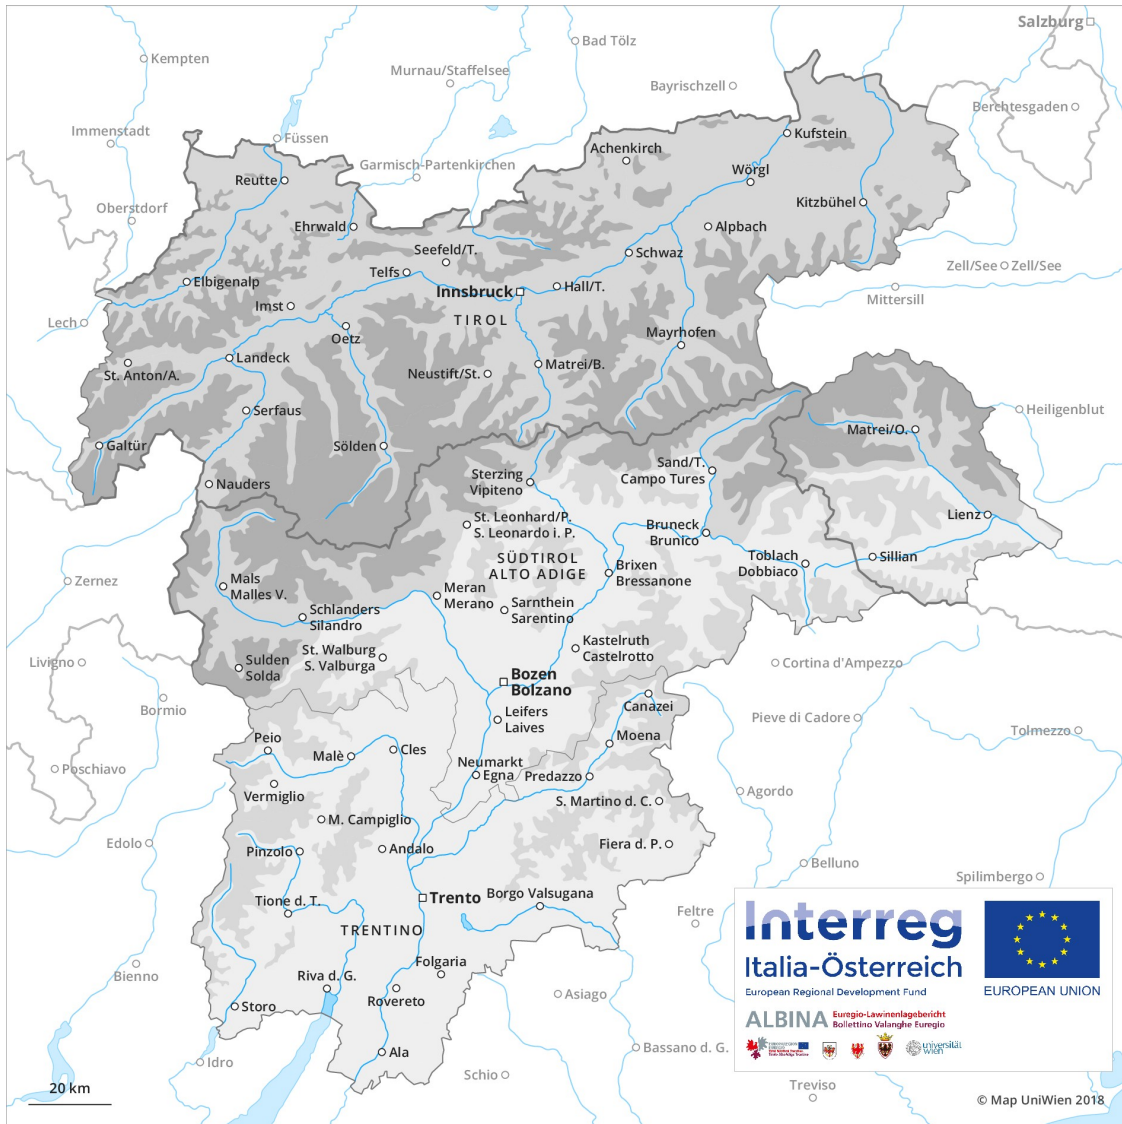 Salzburg
Bad Tölz
Kempten
Murnau/Staffelsee
Bayrischzell
Berchtesgaden
Immenstadt
Füssen
Kufstein
Achenkirch
Garmisch-Partenkirchen
Wörgl
Reutte
Kitzbühel
Oberstdorf
Ehrwald
Alpbach
Seefeld/T.
Schwaz
Zell/See
Zell/See
Telfs
Elbigenalp
Innsbruck
Hall/T.
Mittersill
Imst
TIROL
Lech
Oetz
Mayrhofen
Landeck
Matrei/B.
St. Anton/A.
Neustift/St.
Serfaus
Heiligenblut
Matrei/O.
Galtür
Sölden
Sand/T.
Campo Tures
Sterzing
Vipiteno
Nauders
St. Leonhard/P.
S. Leonardo i. P.
Bruneck
Brunico
Lienz
SÜDTIROL
ALTO ADIGE
Toblach
Dobbiaco
Sillian
Brixen
Bressanone
Zernez
Mals
Malles V.
Meran
Merano
Sarnthein
Sarentino
Schlanders
Silandro
Kastelruth
Castelrotto
St. Walburg
S. Valburga
Livigno
Sulden
Solda
Cortina d'Ampezzo
Bozen
Bolzano
Bormio
Canazei
Leifers
Laives
Pieve di Cadore
Tolmezzo
Peio
Moena
Malè
Cles
Neumarkt
Egna
Predazzo
Poschiavo
Vermiglio
Agordo
S. Martino d. C.
M. Campiglio
Edolo
Pinzolo
Andalo
Fiera d. P.
Belluno
Spilimbergo
Tione d. T.
Trento
Borgo Valsugana
Feltre
TRENTINO
Interreg
Italia-Österreich
European Regional Development Fund
EUROPEAN UNION
Bienno
Riva d. G.
Folgaria
Rovereto
Asiago
Storo
ALBINA
Euregio-Lawinenlagebericht
Bollettino Valanghe Euregio
universität
wien
Ala
Idro
Bassano d. G.
Schio
20 km
Treviso
© Map UniWien 2018